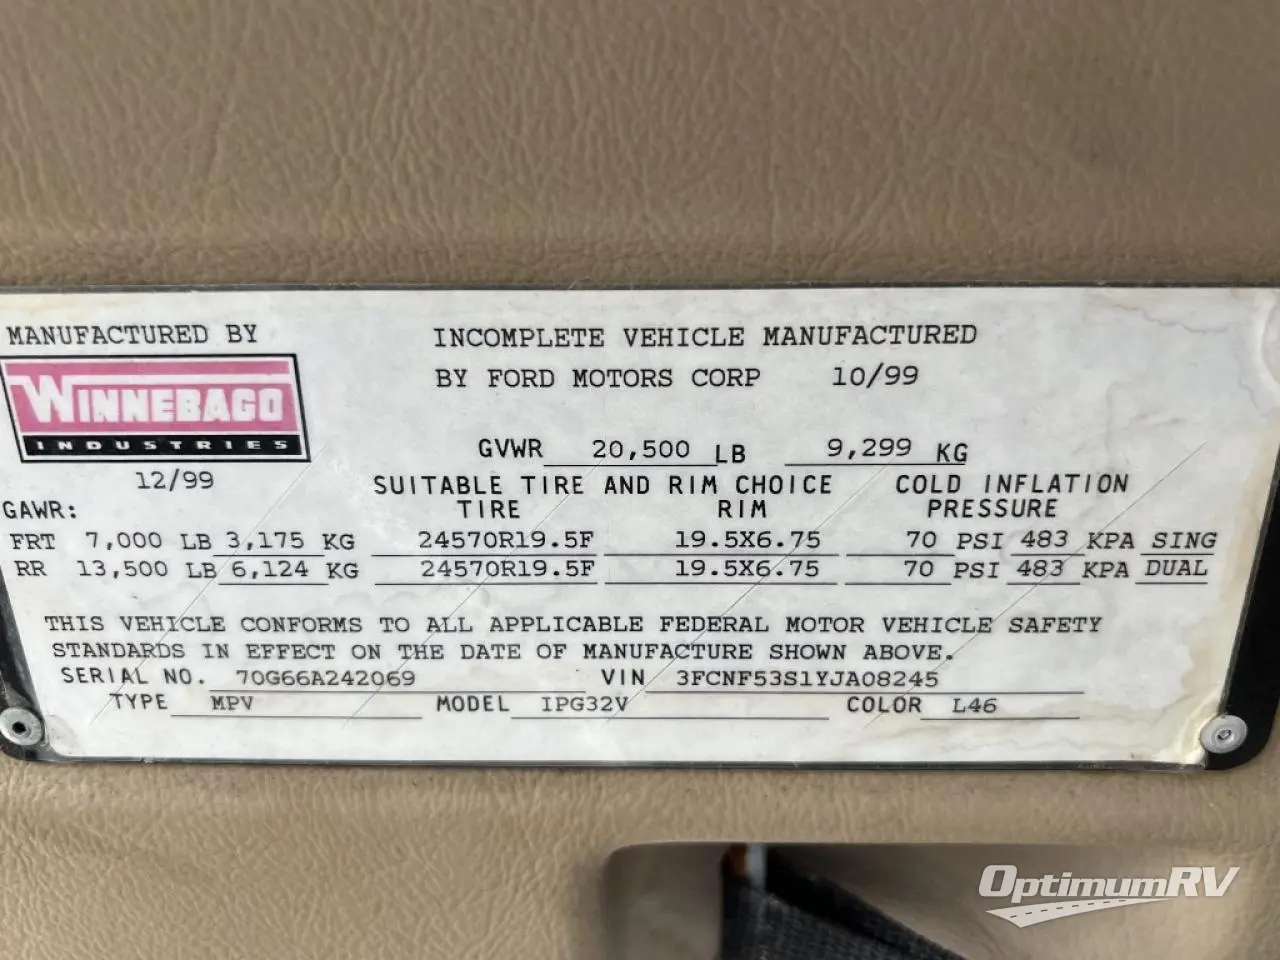 MANUFACTURED BY
WINNEBAGO
INDUSTRIES
12/99
INCOMPLETE VEHICLE MANUFACTURED
BY FORD MOTORS CORP 10/99
GVWR 20,500 LB 9,299 KG
SUITABLE TIRE AND RIM CHOICE COLD INFLATION
GAWR: TIRE RIM PRESSURE
FRT 7,000 LB 3,175 KG 24570R19.5F 19.5X6.75 70 PSI 483 KPA SING
RR 13,500 LB 6,124 KG 24570R19.5F 19.5X6.75 70 PSI 483 KPA DUAL
THIS VEHICLE CONFORMS TO ALL APPLICABLE FEDERAL MOTOR VEHICLE SAFETY
STANDARDS IN EFFECT ON THE DATE OF MANUFACTURE SHOWN ABOVE.
SERIAL NO. 70G66A242069 VIN 3FCNF53S1YJA08245
TYPE MPV MODEL IPG32V COLOR L46
OptimumRV